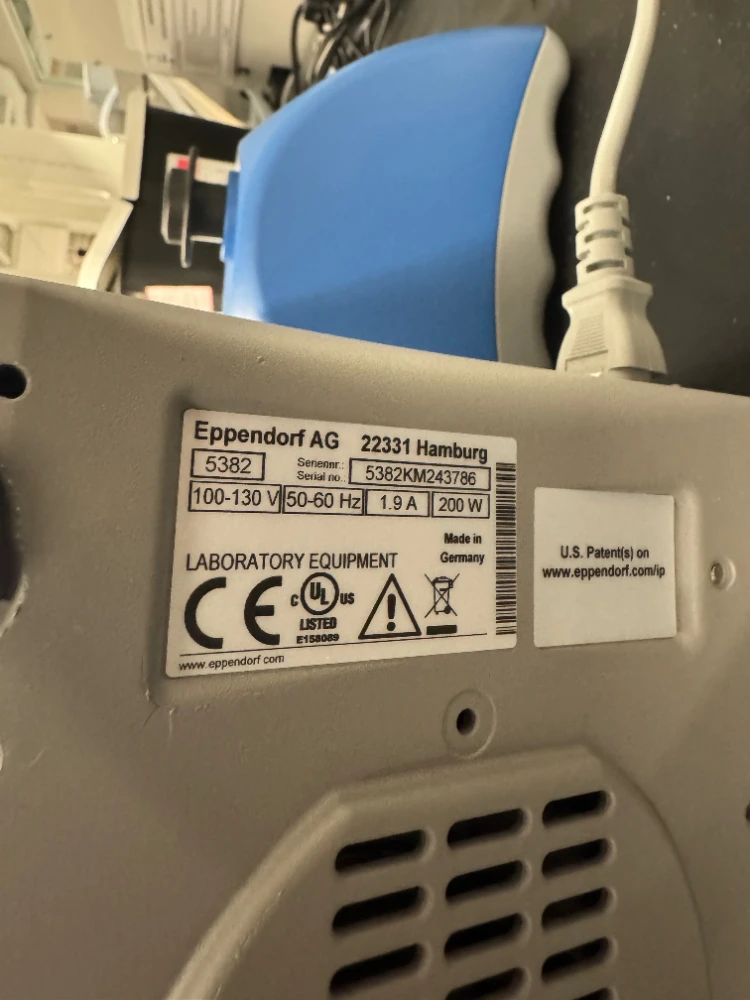 Eppendorf AG 22331 Hamburg
5382 Seriennr.: Serial no.: 5382KM243786
100-130 V 50-60 Hz 1.9 A 200 W
Made in
Germany
LABORATORY EQUIPMENT
CE
C UL US
LISTED
E158089
www.eppendorf.com
U.S. Patent(s) on
www.eppendorf.com/ip